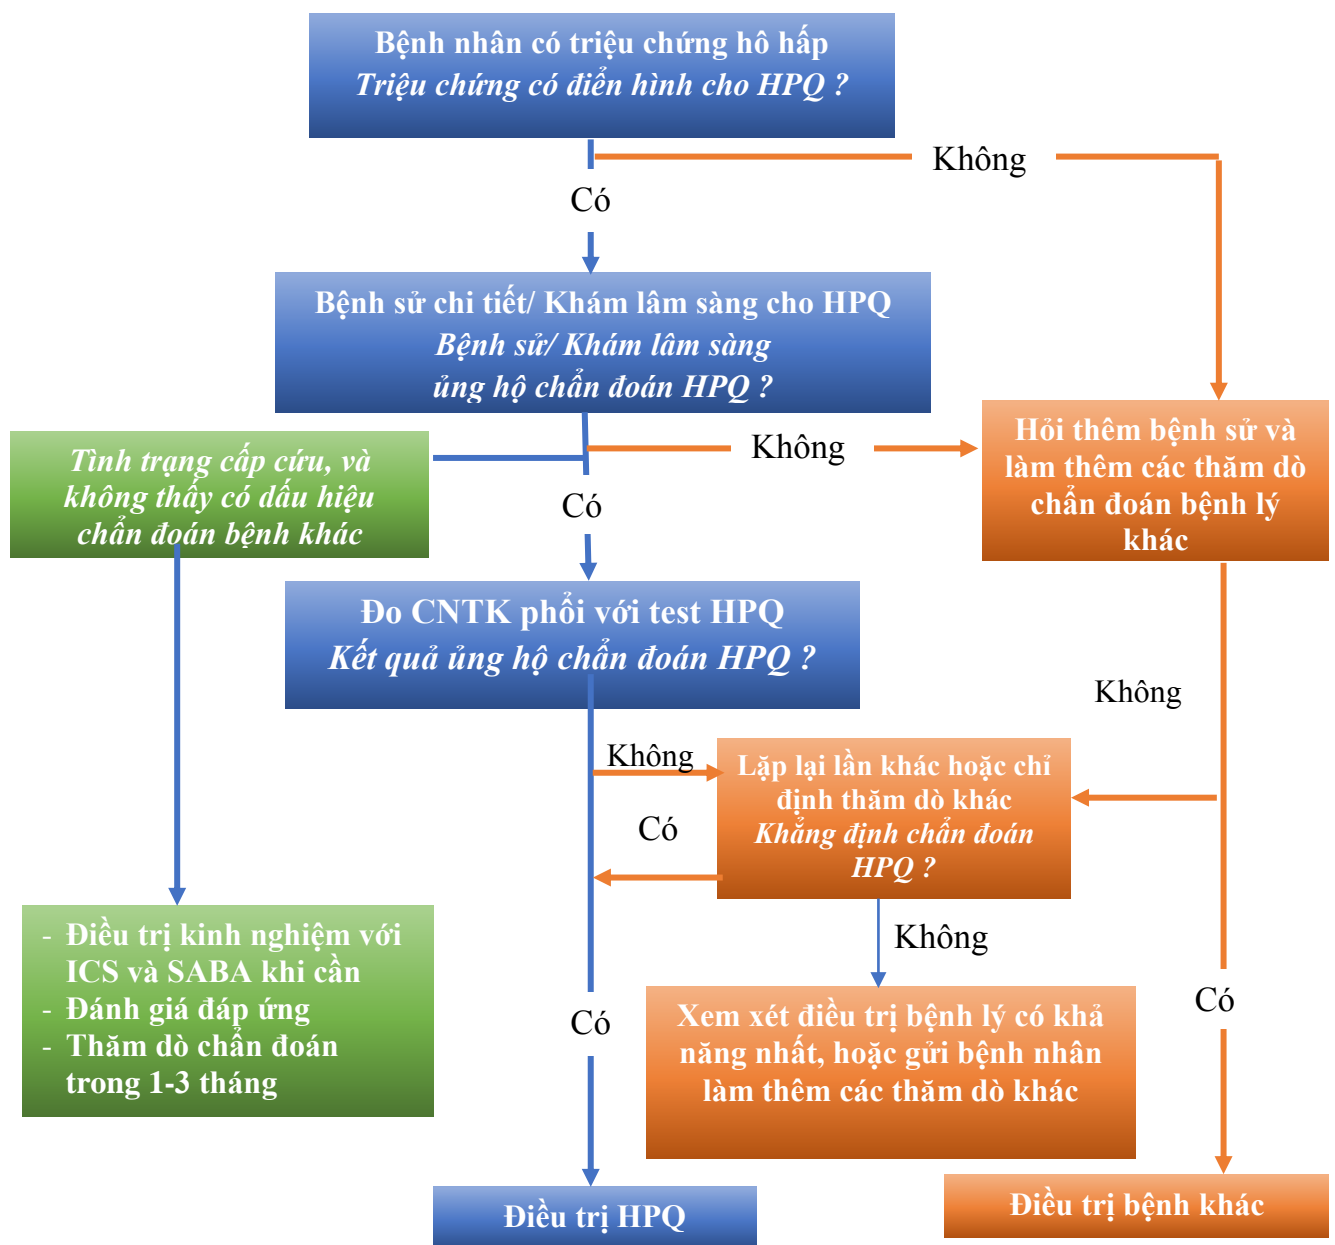 Bệnh nhân có triệu chứng hô hấp
Triệu chứng có điển hình cho HPQ ?
Không
Có
Bệnh sử chi tiết/ Khám lâm sàng cho HPQ
Bệnh sử/ Khám lâm sàng
ủng hộ chẩn đoán HPQ ?
Tình trạng cấp cứu, và
không thấy có dấu hiệu
chẩn đoán bệnh khác
Không
Hỏi thêm bệnh sử và
làm thêm các thăm dò
chẩn đoán bệnh lý
khác
Có
Đo CNTK phổi với test HPQ
Kết quả ủng hộ chẩn đoán HPQ ?
Không
Không
Lặp lại lần khác hoặc chỉ
định thăm dò khác
Khẳng định chẩn đoán
HPQ ?
Có
- Điều trị kinh nghiệm với
ICS và SABA khi cần
- Đánh giá đáp ứng
- Thăm dò chẩn đoán
trong 1-3 tháng
Không
Có
Xem xét điều trị bệnh lý có khả
năng nhất, hoặc gửi bệnh nhân
làm thêm các thăm dò khác
Có
Điều trị HPQ
Điều trị bệnh khác